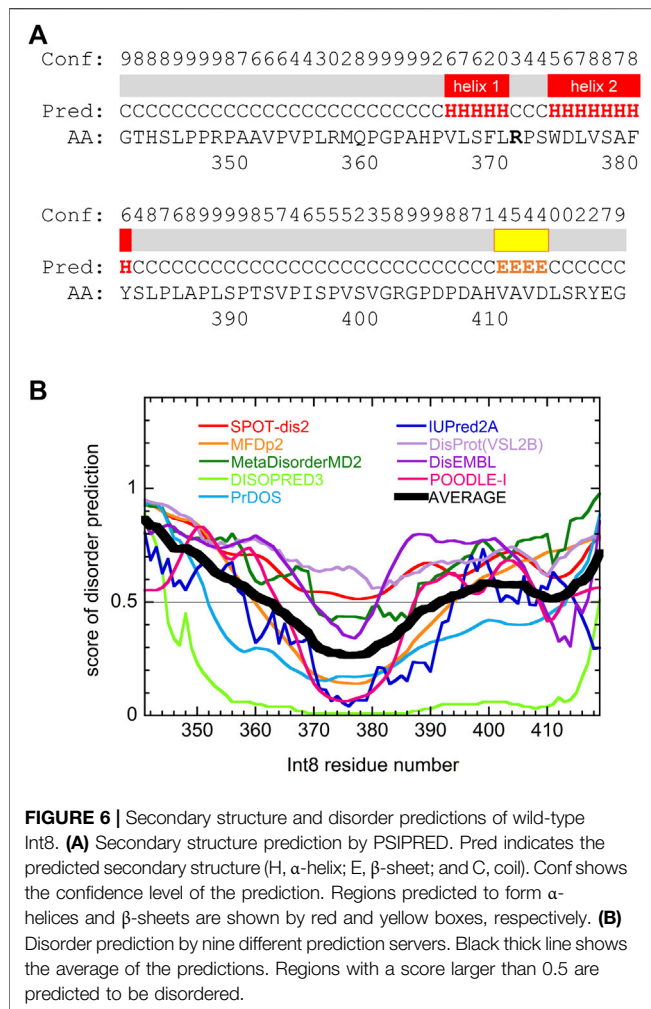 A
Conf: 9888999987666443028999992676203445678878
helix 1 helix 2
Pred: CCCCCCCCCCCCCCCCCCCCCCCCCHHHHHCCCHHHHHHH
AA: GTHSLPPRPAAVPVPLRMQPGPAHPVLSFLRPSWDLVSAF
350 360 370 380
Conf: 648768999985746555235899988714544002279
Pred: HCCCCCCCCCCCCCCCCCCCCCCCCCCCCEEEECCCCCC
AA: YSLPLAPLSPTSVPISPVSVGRGPDPDAHVAVDLSRYEG
390 400 410
B
SPOT-dis2 IUPred2A
MFDp2 DisProt(VSL2B)
MetaDisorderMD2 DisEMBL
DISOPRED3 POODLE-I
PrDOS AVERAGE
1
0.5
0
score of disorder prediction
350 360 370 380 390 400 410
Int8 residue number
FIGURE 6 | Secondary structure and disorder predictions of wild-type
Int8. (A) Secondary structure prediction by PSIPRED. Pred indicates the
predicted secondary structure (H, α-helix; E, β-sheet; and C, coil). Conf shows
the confidence level of the prediction. Regions predicted to form α-
helices and β-sheets are shown by red and yellow boxes, respectively. (B)
Disorder prediction by nine different prediction servers. Black thick line shows
the average of the predictions. Regions with a score larger than 0.5 are
predicted to be disordered.